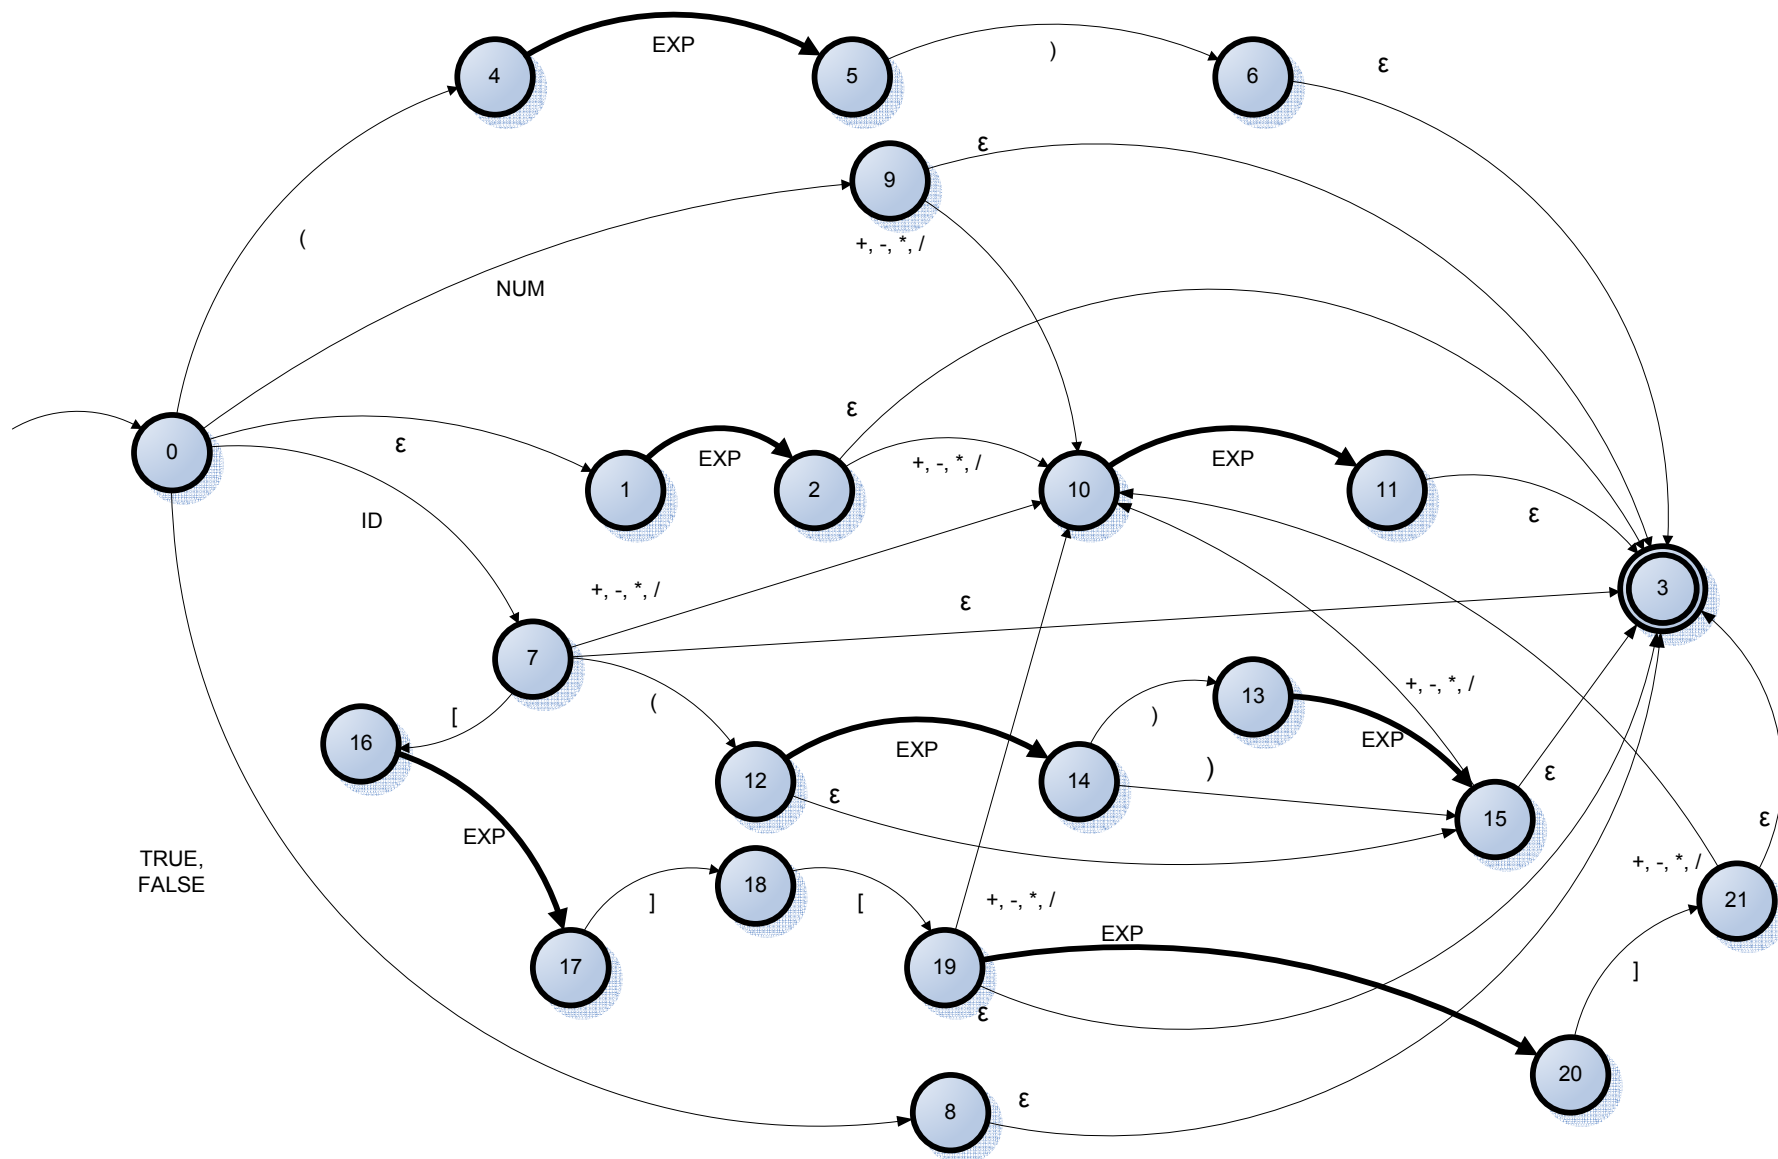 EXP
4
5
)
6
ε
ε
9
(
+, -, *, /
NUM
ε
0
ε
EXP
+, -, *, /
EXP
1
2
10
11
ID
ε
+, -, *, /
ε
3
7
[
(
)
13
+, -, *, /
16
EXP
EXP
12
14
)
ε
ε
15
ε
EXP
TRUE,
FALSE
18
]
[
+, -, *, /
+, -, *, /
21
EXP
17
19
]
ε
20
8
ε